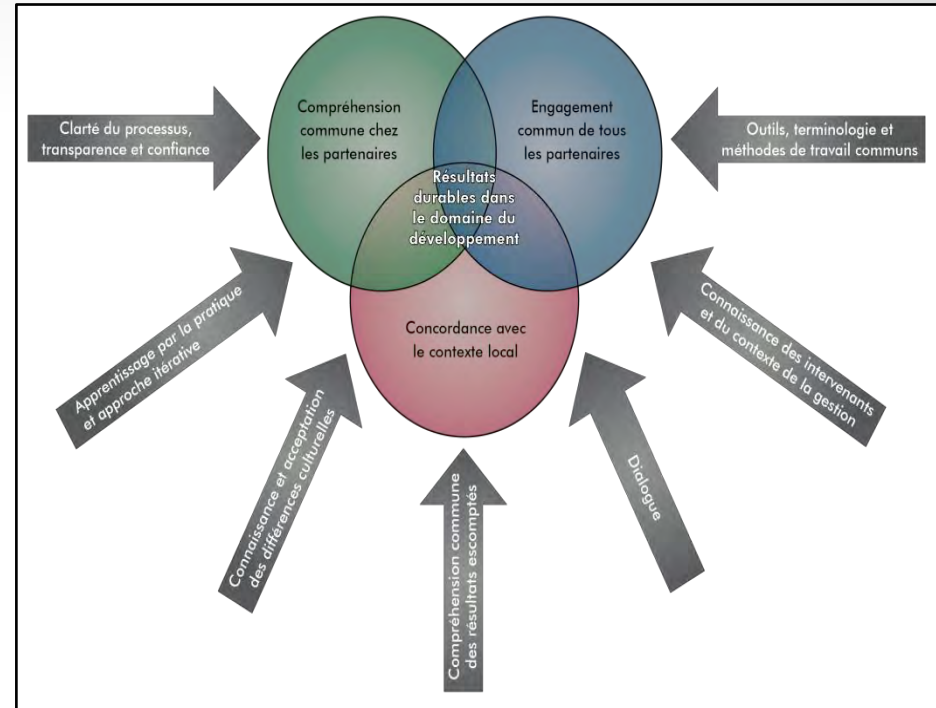 Compréhension
commune chez
les partenaires
Engagement
commun de tous
les partenaires
Clarté du processus,
transparence et confiance
Outils, terminologie et
méthodes de travail communs
Résultats
durables dans
le domaine du
développement
Concordance avec
le contexte local
Apprentissage par la pratique
et approche itérative
Connaissance des intervenants
et du contexte de la gestion
Connaissance et acceptation
des différences culturelles
Dialogue
Compréhension commune
des résultats escomptés